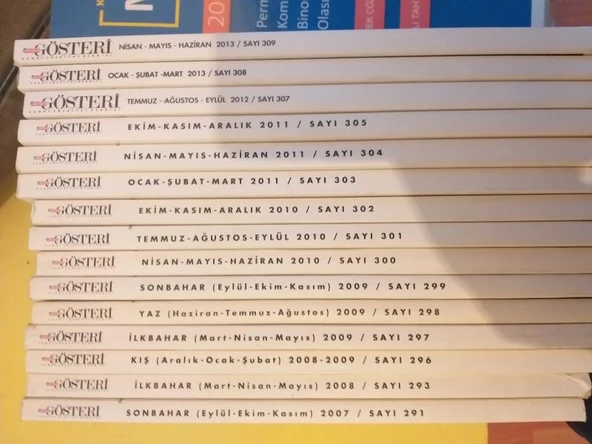 K
20
Perm
Kom
Bino
Olası
GÖSTERİ NİSAN - MAYIS - HAZİRAN 2013 / SAYI 309
GÖSTERİ OCAK - ŞUBAT - MART 2013 / SAYI 308
GÖSTERİ TEMMUZ - AĞUSTOS - EYLÜL 2012 / SAYI 307
GÖSTERİ EKİM-KASIM-ARALIK 2011 / SAYI 305
GÖSTERİ NİSAN-MAYIS-HAZİRAN 2011 / SAYI 304
GÖSTERİ OCAK-ŞUBAT-MART 2011 / SAYI 303
GÖSTERİ EKİM-KASIM-ARALIK 2010 / SAYI 302
GÖSTERİ TEMMUZ-AĞUSTOS-EYLÜL 2010 / SAYI 301
GÖSTERİ NİSAN-MAYIS-HAZİRAN 2010 / SAYI 300
GÖSTERİ SONBAHAR (Eylül-Ekim-Kasım) 2009 / SAYI 299
GÖSTERİ YAZ (Haziran-Temmuz-Ağustos) 2009 / SAYI 298
GÖSTERİ İLKBAHAR (Mart-Nisan-Mayıs) 2009 / SAYI 297
GÖSTERİ KIŞ (Aralık-Ocak-Şubat) 2008-2009 / SAYI 296
GÖSTERİ İLKBAHAR (Mart-Nisan-Mayıs) 2008 / SAYI 293
GÖSTERİ SONBAHAR (Eylül-Ekim-Kasım) 2007 / SAYI 291